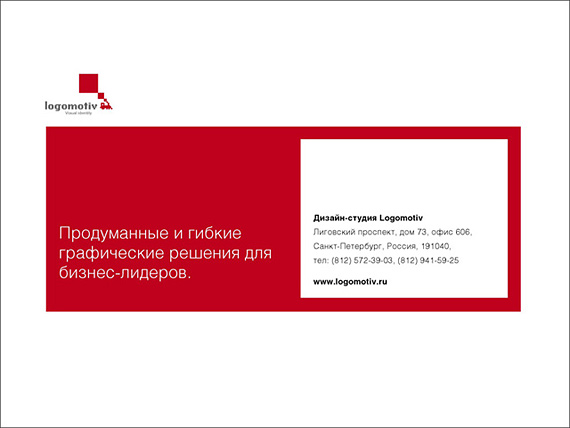 logomotiv
Visual identity
Продуманные и гибкие
графические решения для
бизнес-лидеров.
Дизайн-студия Logomotiv
Лиговский проспект, дом 73, офис 606,
Санкт-Петербург, Россия, 191040,
тел: (812) 572-39-03, (812) 941-59-25
www.logomotiv.ru